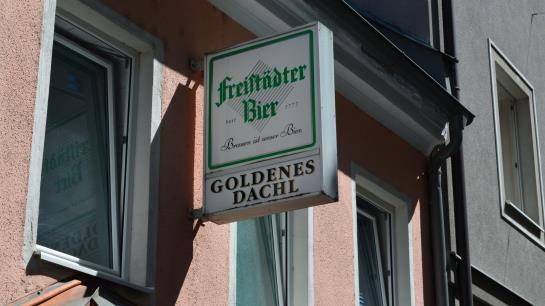 Freistädter
Bier
Seit 1777
Brauen ist unser Bier
GOLDENES
DACHL